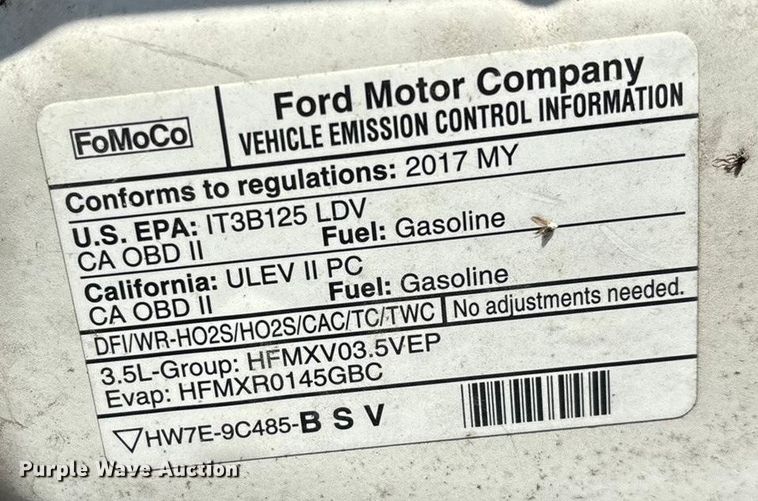 FoMoCo
Ford Motor Company
VEHICLE EMISSION CONTROL INFORMATION
Conforms to regulations: 2017 MY
U.S. EPA: IT3B125 LDV
CA OBD II Fuel: Gasoline
California: ULEV II PC
CA OBD II Fuel: Gasoline
DFI/WR-HO2S/HO2S/CAC/TC/TWC No adjustments needed.
3.5L-Group: HFMXV03.5VEP
Evap: HFMXR0145GBC
HW7E-9C485-B S V
Purple Wave Auction